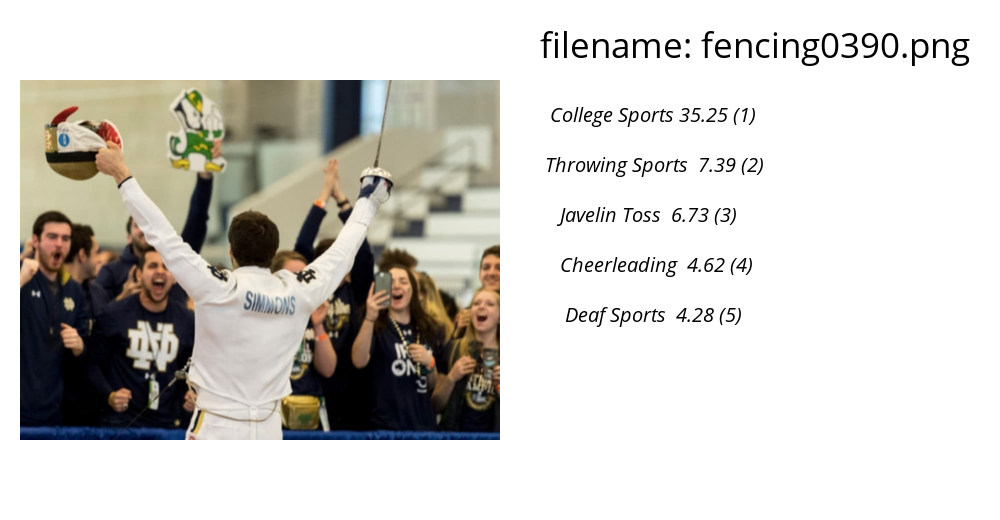 filename: fencing0390.png
College Sports 35.25 (1)
Throwing Sports 7.39 (2)
Javelin Toss 6.73 (3)
Cheerleading 4.62 (4)
Deaf Sports 4.28 (5)
SIMMONS
ND